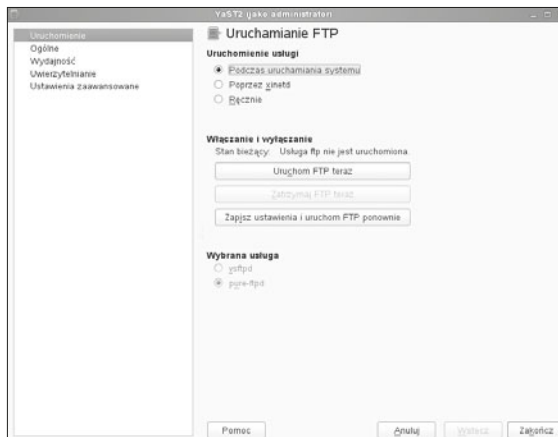 YaST2 (jako administrator)
Uruchomienie
Ogólne
Wydajność
Uwierzytelnianie
Ustawienia zaawansowane
Uruchamianie FTP
Uruchomienie usługi
Podczas uruchamiania systemu
Poprzez xinetd
Ręcznie
Włączanie i wyłączanie
Stan bieżący: Usługa ftp nie jest uruchomiona.
Uruchom FTP teraz
Zatrzymaj FTP teraz
Zapisz ustawienia i uruchom FTP ponownie
Wybrana usługa
vsftpd
pure-ftpd
Pomoc
Anuluj
Wstecz
Zakończ